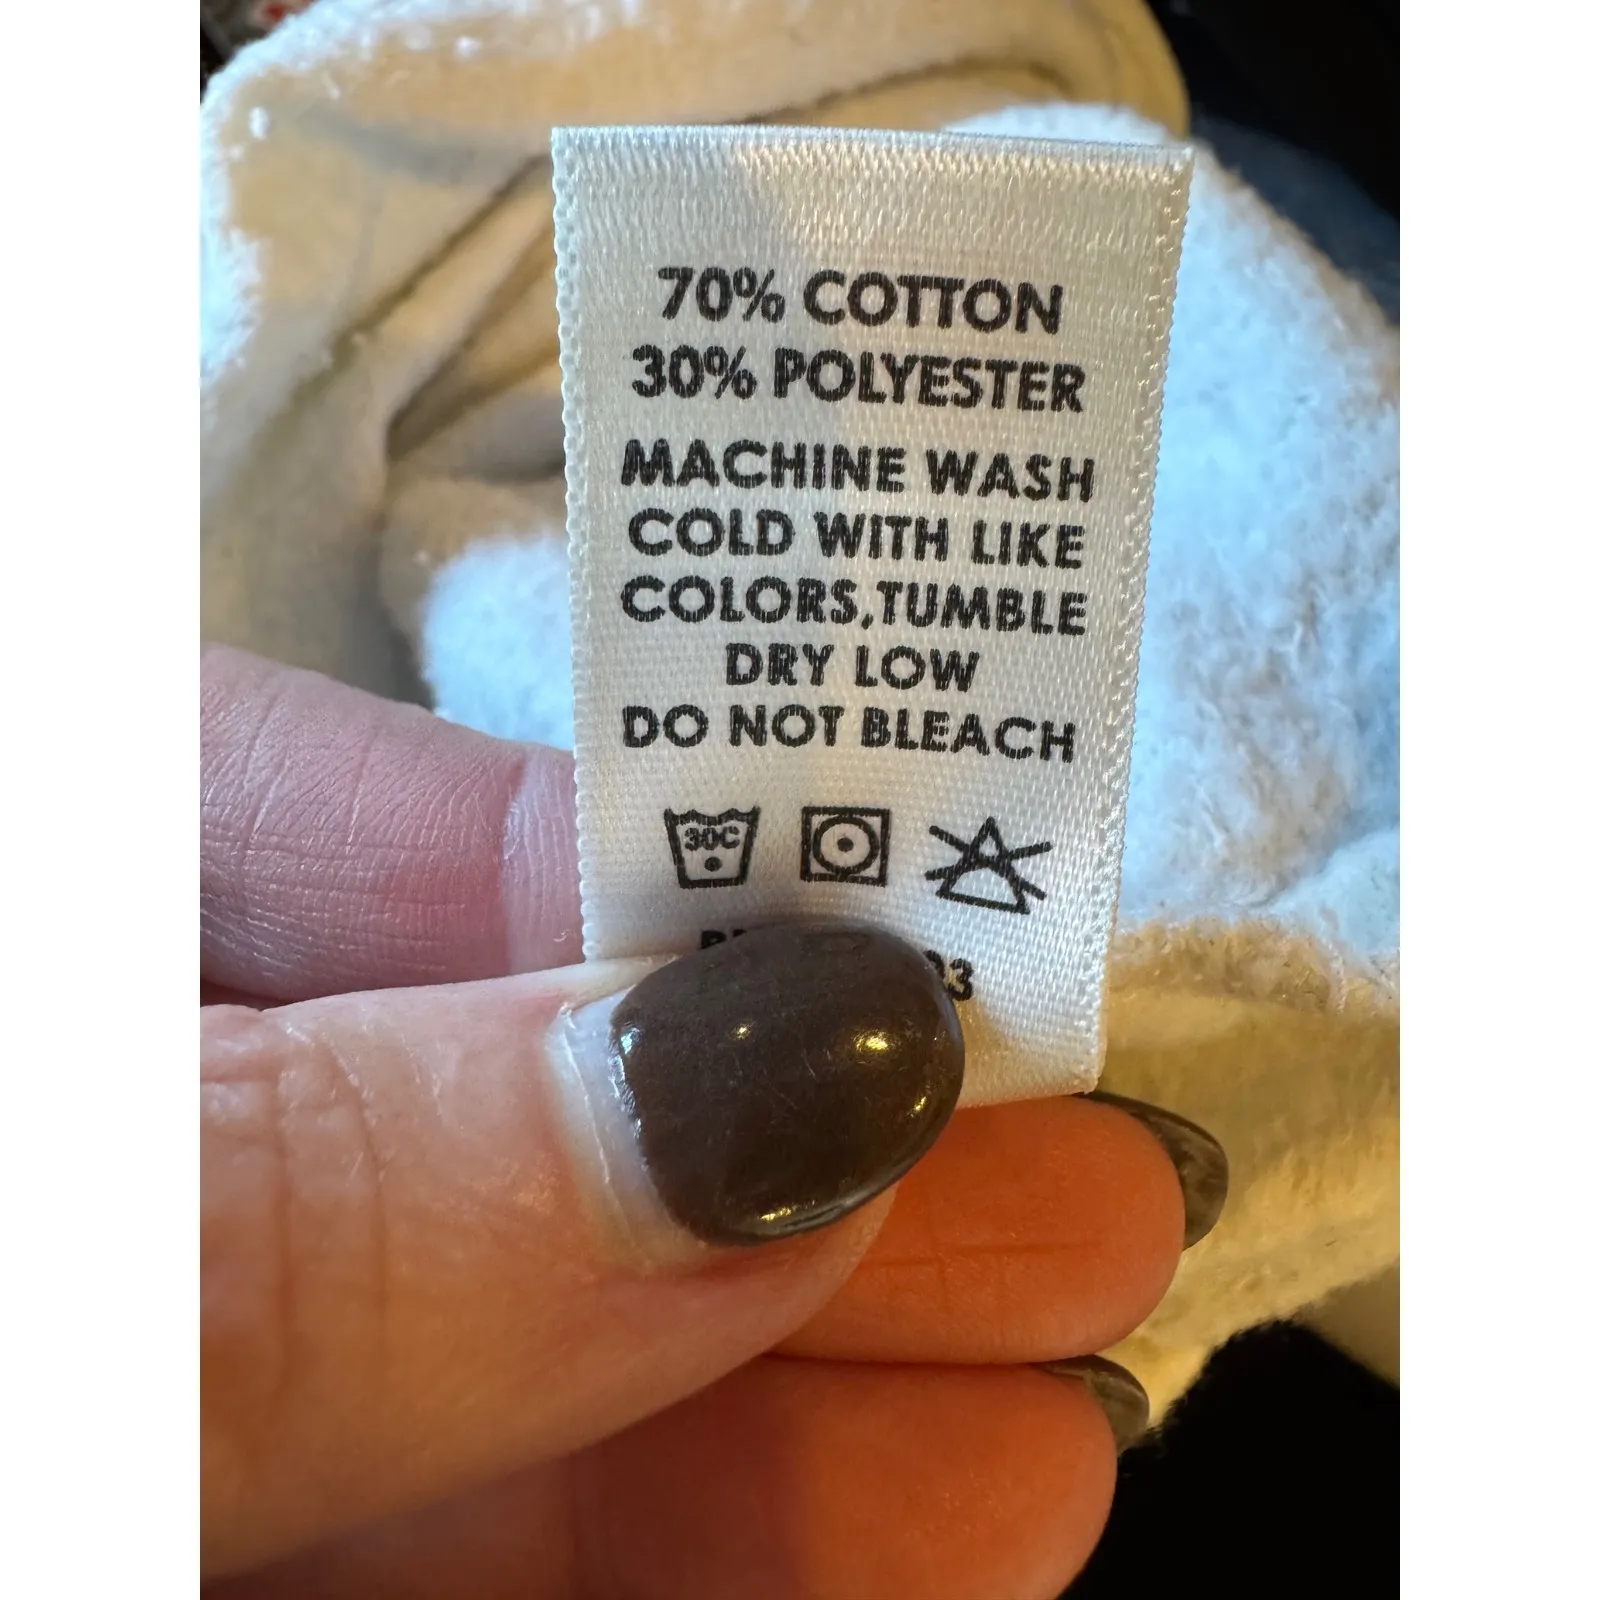 70% COTTON
30% POLYESTER
MACHINE WASH
COLD WITH LIKE
COLORS,TUMBLE
DRY LOW
DO NOT BLEACH
30C